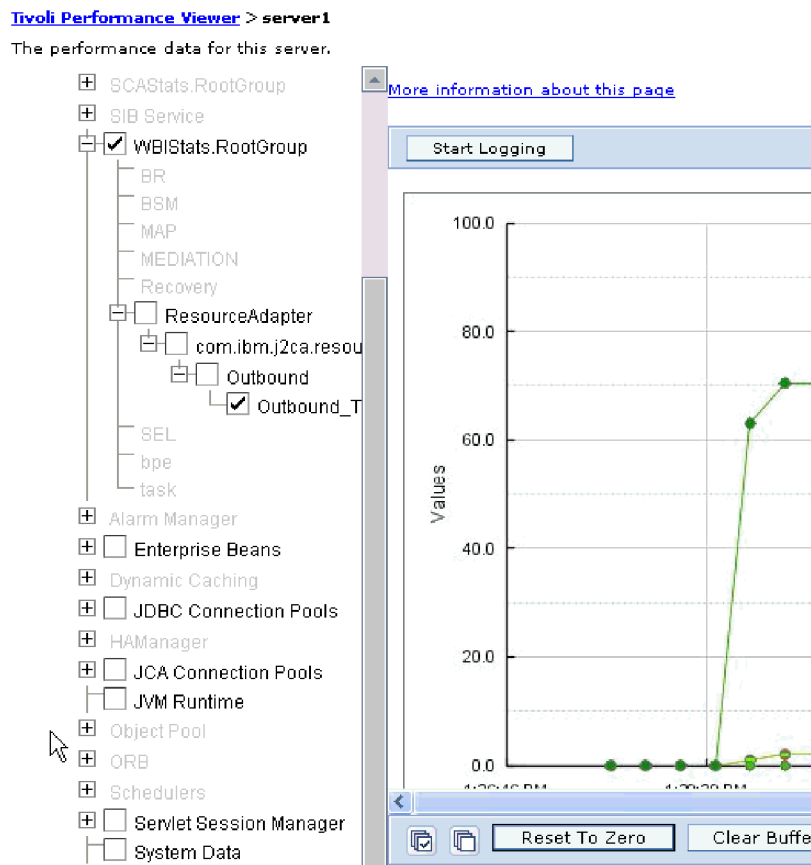 Tivoli Performance Viewer > server1
The performance data for this server.
SCAStats.RootGroup
SIB Service
WBIStats.RootGroup
BR
BSM
MAP
MEDIATION
Recovery
ResourceAdapter
com.ibm.j2ca.resou
Outbound
Outbound_T
SEL
bpe
task
Alarm Manager
Enterprise Beans
Dynamic Caching
JDBC Connection Pools
HAManager
JCA Connection Pools
JVM Runtime
Object Pool
ORB
Schedulers
Servlet Session Manager
System Data
More information about this page
Start Logging
100.0
80.0
60.0
40.0
20.0
0.0
Values
Reset To Zero
Clear Buffe